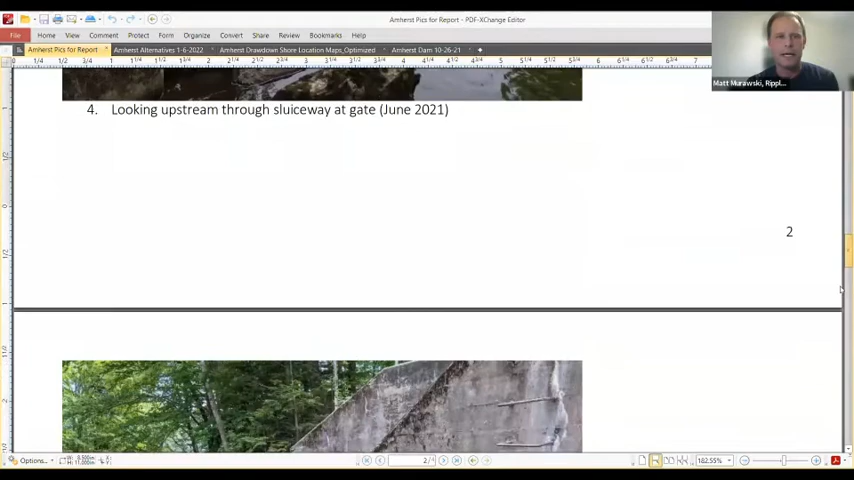 Amherst Pics for Report - PDF-XChange Editor
File Home View Comment Protect Form Organize Convert Share Review Bookmarks Help
Amherst Pics for Report × Amherst Alternatives 1-6-2022 × Amherst Drawdown Shore Location Maps_Optimized × Amherst Dam 10-26-21 ×
Matt Murawski, Rippl...
4. Looking upstream through sluiceway at gate (June 2021)
2
Options...
2/
182.55%